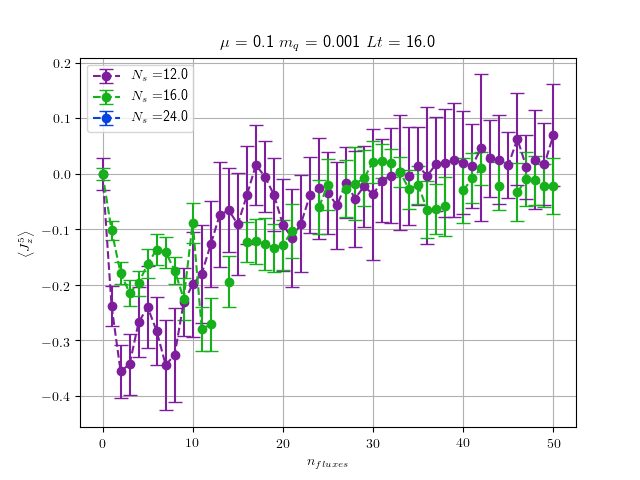 μ = 0.1 m_q = 0.001 Lt = 16.0
N_s =12.0
N_s =16.0
N_s =24.0
0.2
0.1
0.0
−0.1
−0.2
−0.3
−0.4
⟨J_z^5⟩
0 10 20 30 40 50
n_{fluxes}